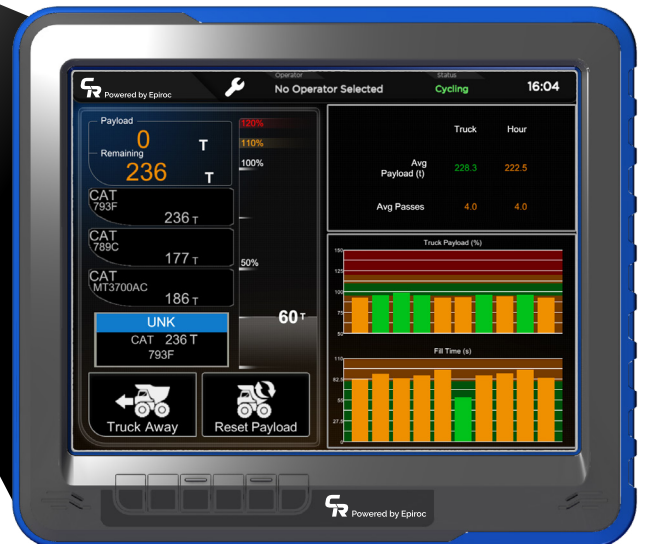 CR Powered by Epiroc
Operator
No Operator Selected
Status
Cycling
16:04
Payload
0 T
Remaining
236 T
CAT
793F
236 T
CAT
789C
177 T
CAT
MT3700AC
186 T
UNK
CAT 236 T
793F
Truck Away
Reset Payload
120%
110%
100%
50%
60 T
Truck Hour
Avg
Payload (t) 228.3 222.5
Avg Passes 4.0 4.0
Truck Payload (%)
150
125
100
75
50
Fill Time (s)
110
82.5
55
27.5
0
CR Powered by Epiroc